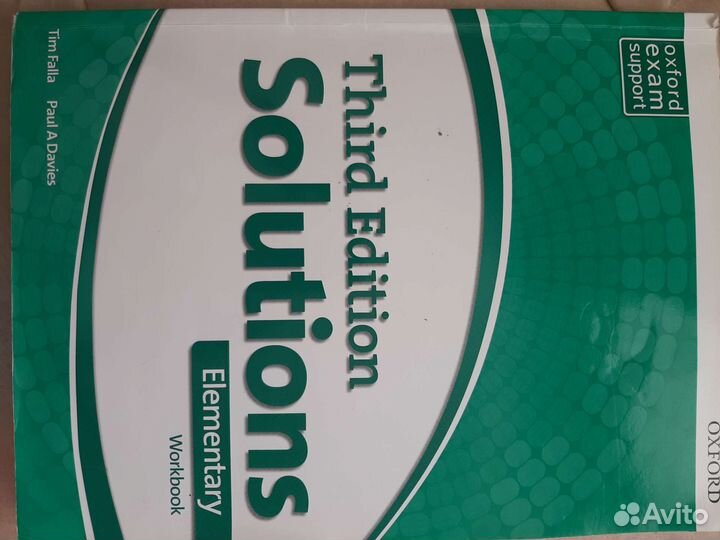 oxford
exam
support
Third Edition
Solutions
Elementary
Workbook
Tim Falla Paul A Davies
OXFORD
Avito